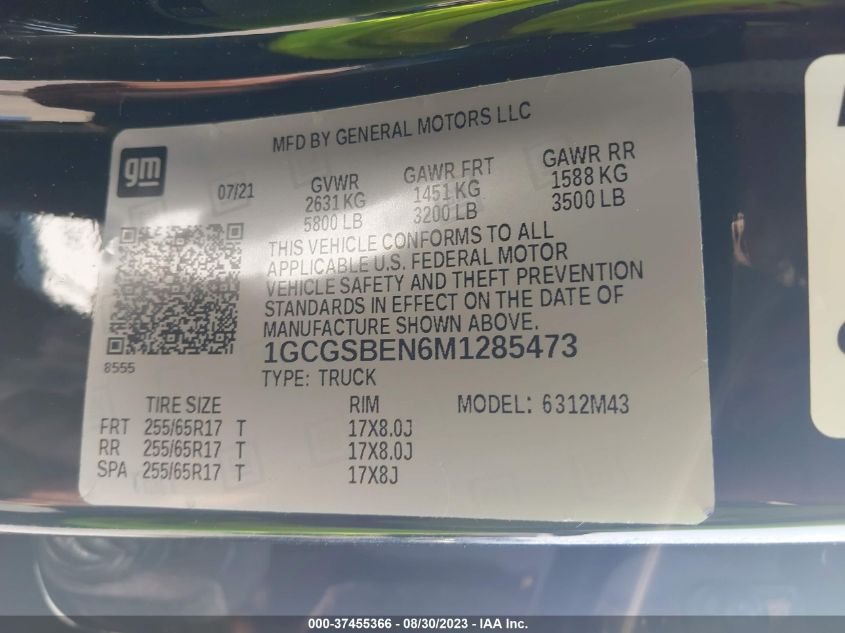 MFD BY GENERAL MOTORS LLC
gm
07/21
GVWR GAWR FRT GAWR RR
2631 KG 1451 KG 1588 KG
5800 LB 3200 LB 3500 LB
THIS VEHICLE CONFORMS TO ALL
APPLICABLE U.S. FEDERAL MOTOR
VEHICLE SAFETY AND THEFT PREVENTION
STANDARDS IN EFFECT ON THE DATE OF
MANUFACTURE SHOWN ABOVE.
1GCGSBEN6M1285473
8555
TYPE: TRUCK
TIRE SIZE RIM MODEL: 6312M43
FRT 255/65R17 T 17X8.0J
RR 255/65R17 T 17X8.0J
SPA 255/65R17 T 17X8J
000-37455366 - 08/30/2023 - IAA Inc.